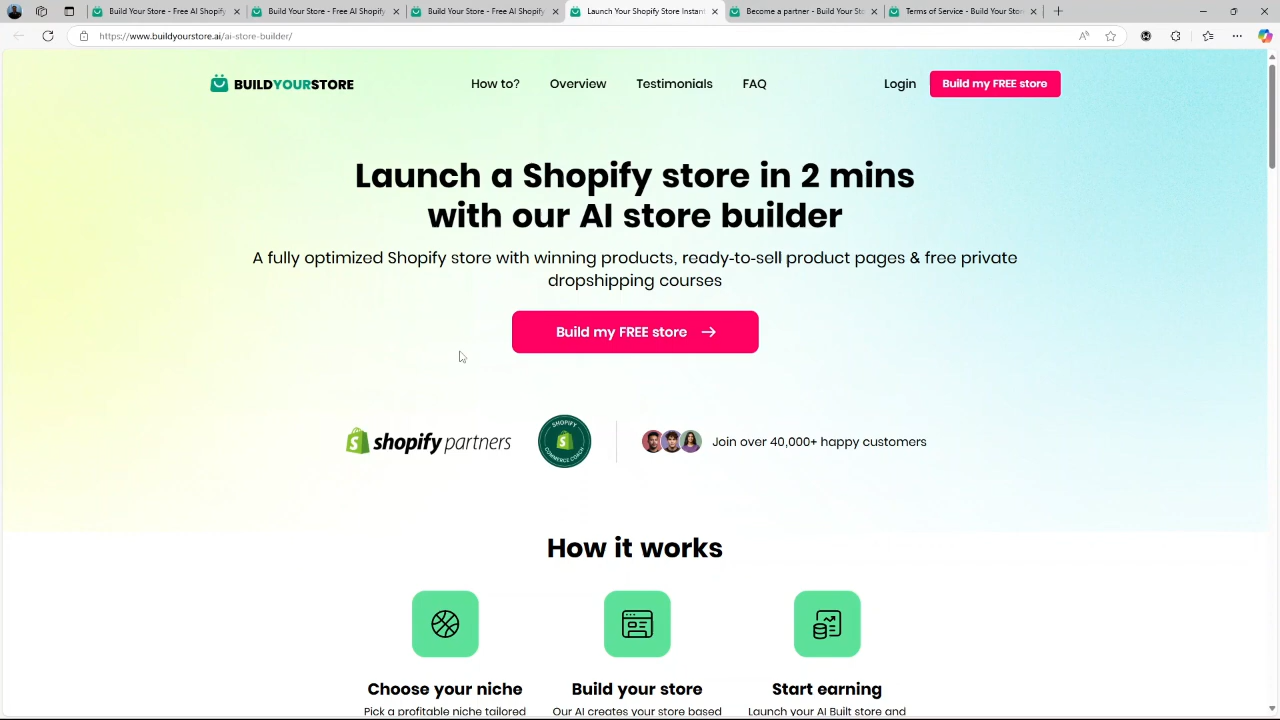 Build Your Store - Free AI Shopify
Build Your Store - Free AI Shopify
Build Your Store - Free AI Shopify
Launch Your Shopify Store Instan
Become a partner - Build Your Sto
Terms of Service - Build Your Stor
https://www.buildyourstore.ai/ai-store-builder/
BUILDYOURSTORE
How to?
Overview
Testimonials
FAQ
Login
Build my FREE store
Launch a Shopify store in 2 mins
with our AI store builder
A fully optimized Shopify store with winning products, ready-to-sell product pages & free private
dropshipping courses
Build my FREE store
shopify partners
SHOPIFY
COMMERCE COACH
Join over 40,000+ happy customers
How it works
Choose your niche
Build your store
Start earning
Pick a profitable niche tailored
Our AI creates your store based
Launch your AI Built store and